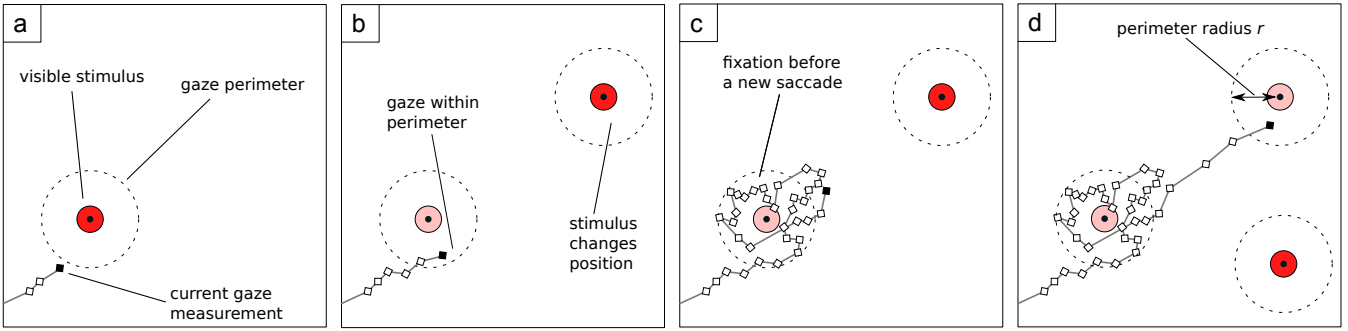 a
visible stimulus
gaze perimeter
current gaze
measurement
b
gaze within
perimeter
stimulus
changes
position
c
fixation before
a new saccade
d
perimeter radius r